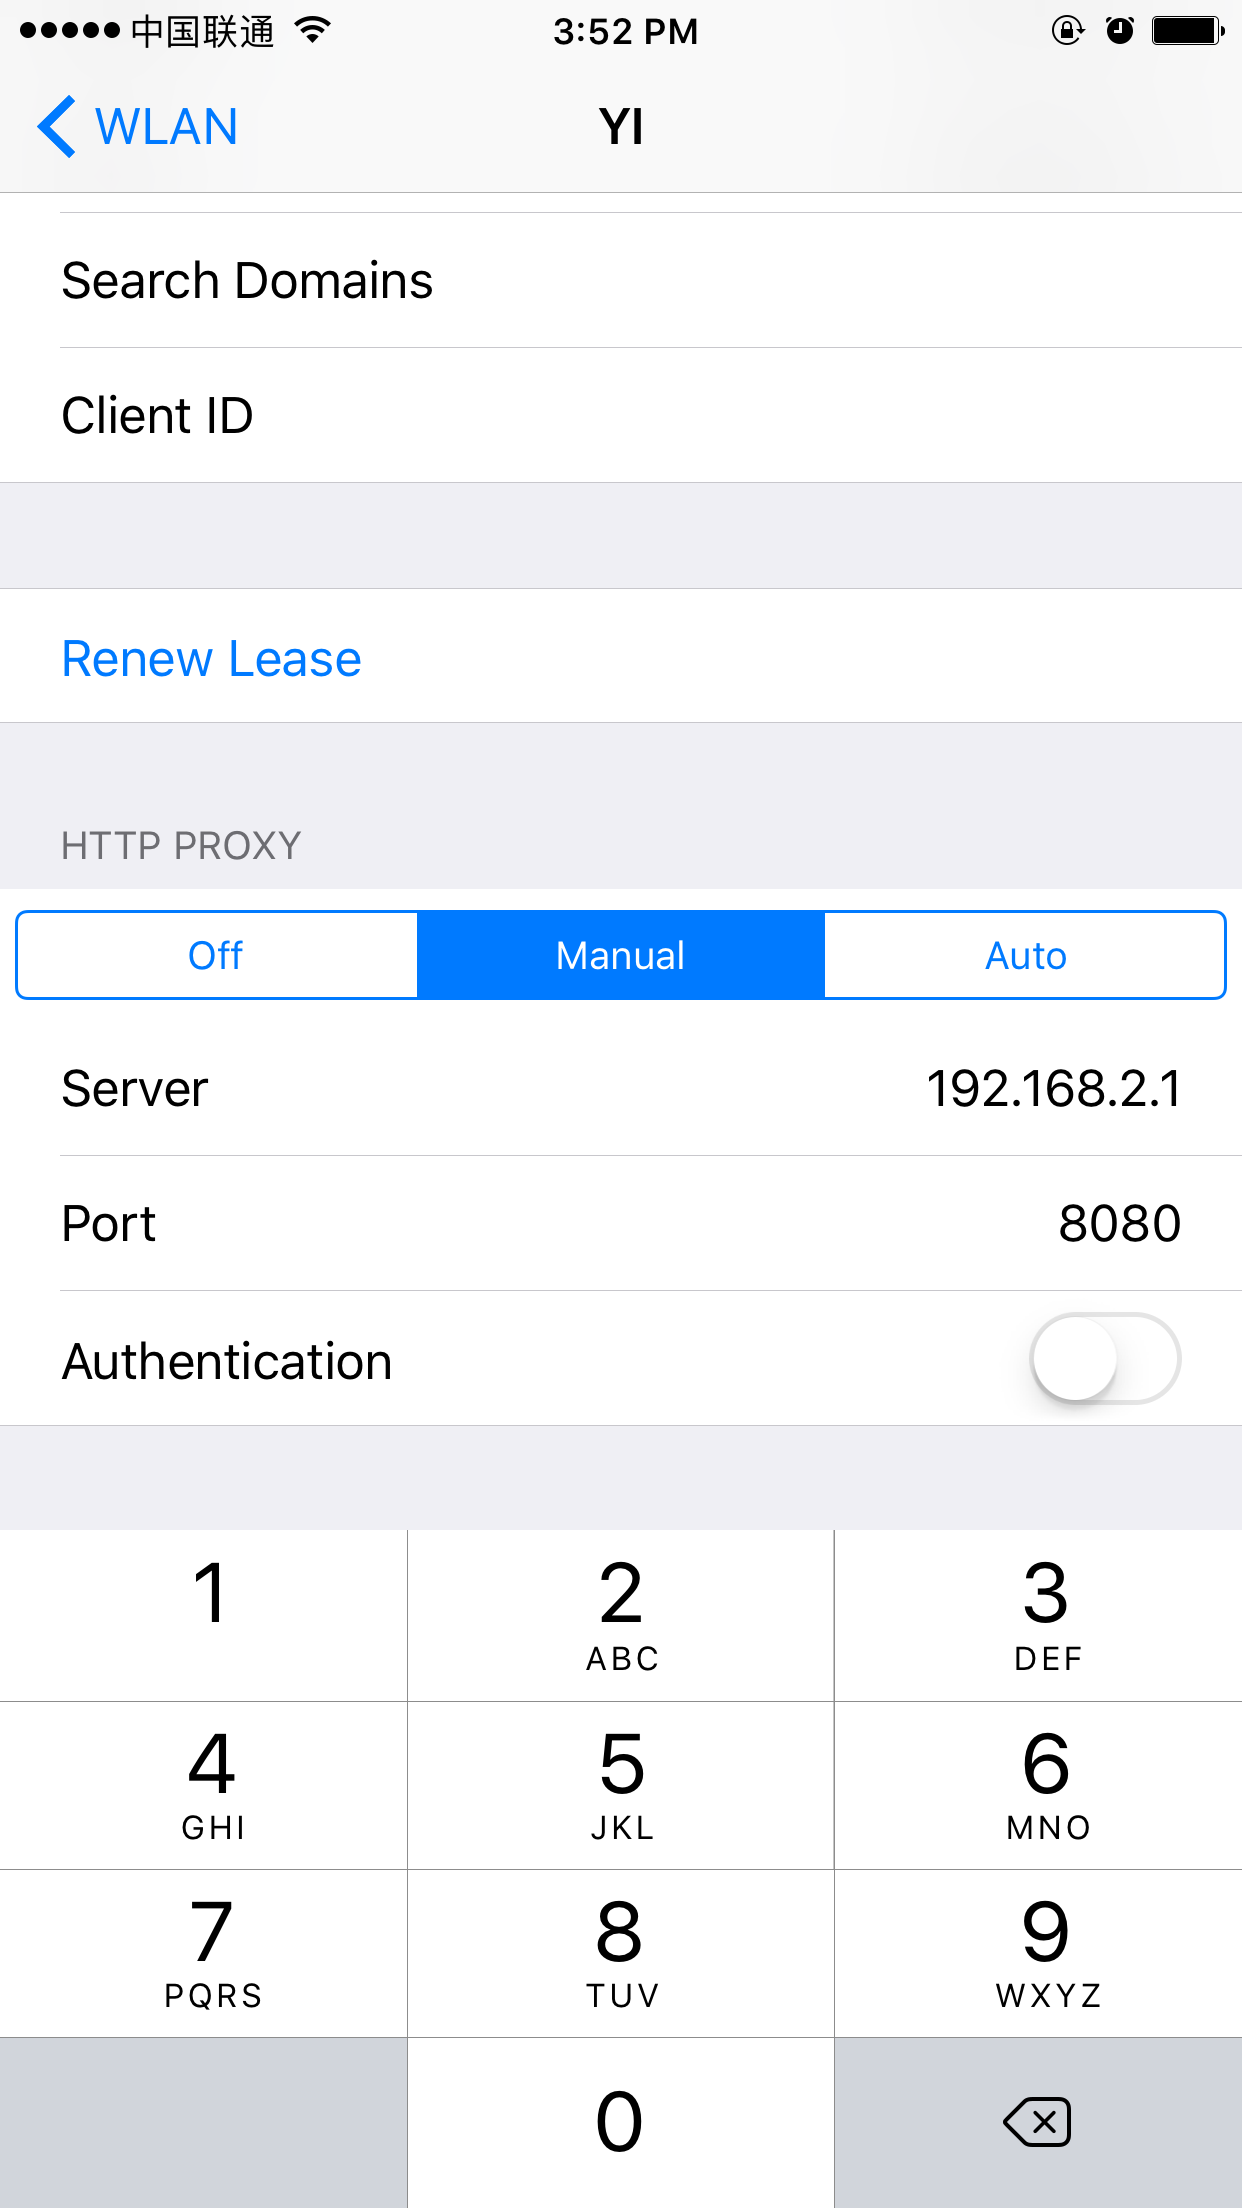 中国联通 3:52 PM
WLAN YI
Search Domains
Client ID
Renew Lease
HTTP PROXY
Off Manual Auto
Server 192.168.2.1
Port 8080
Authentication
1 2 3
ABC DEF
4 5 6
GHI JKL MNO
7 8 9
PQRS TUV WXYZ
0